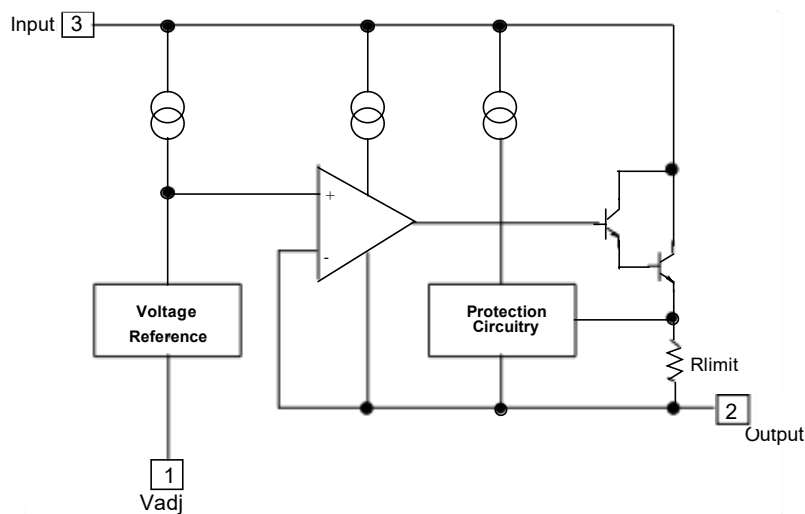 Input 3
+
-
Voltage
Reference
Protection
Circuitry
Rlimit
2
Output
1
Vadj